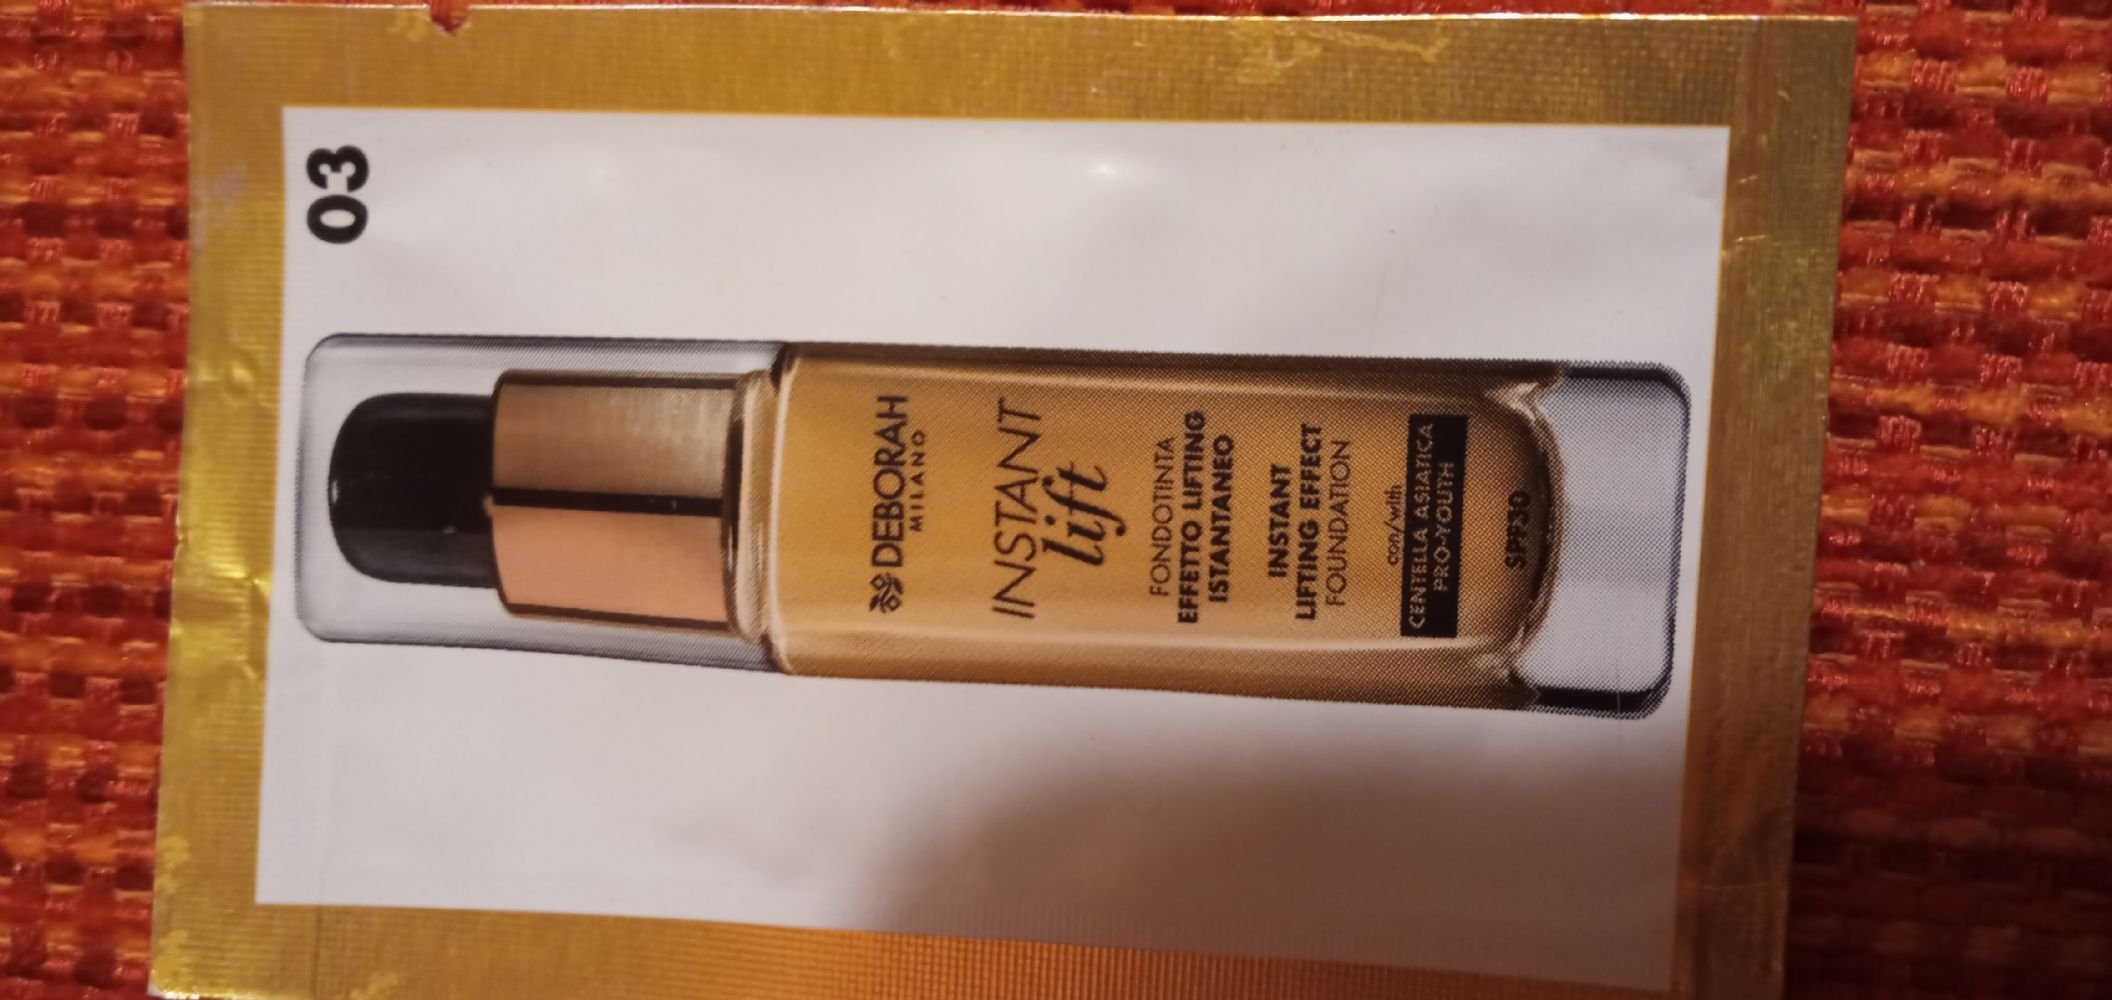 03
DEBORAH
MILANO
INSTANT
lift
FONDOTINTA
EFFETTO LIFTING
ISTANTANEO
INSTANT
LIFTING EFFECT
FOUNDATION
con/with
CENTELLA ASIATICA
PRO-YOUTH
SPF30